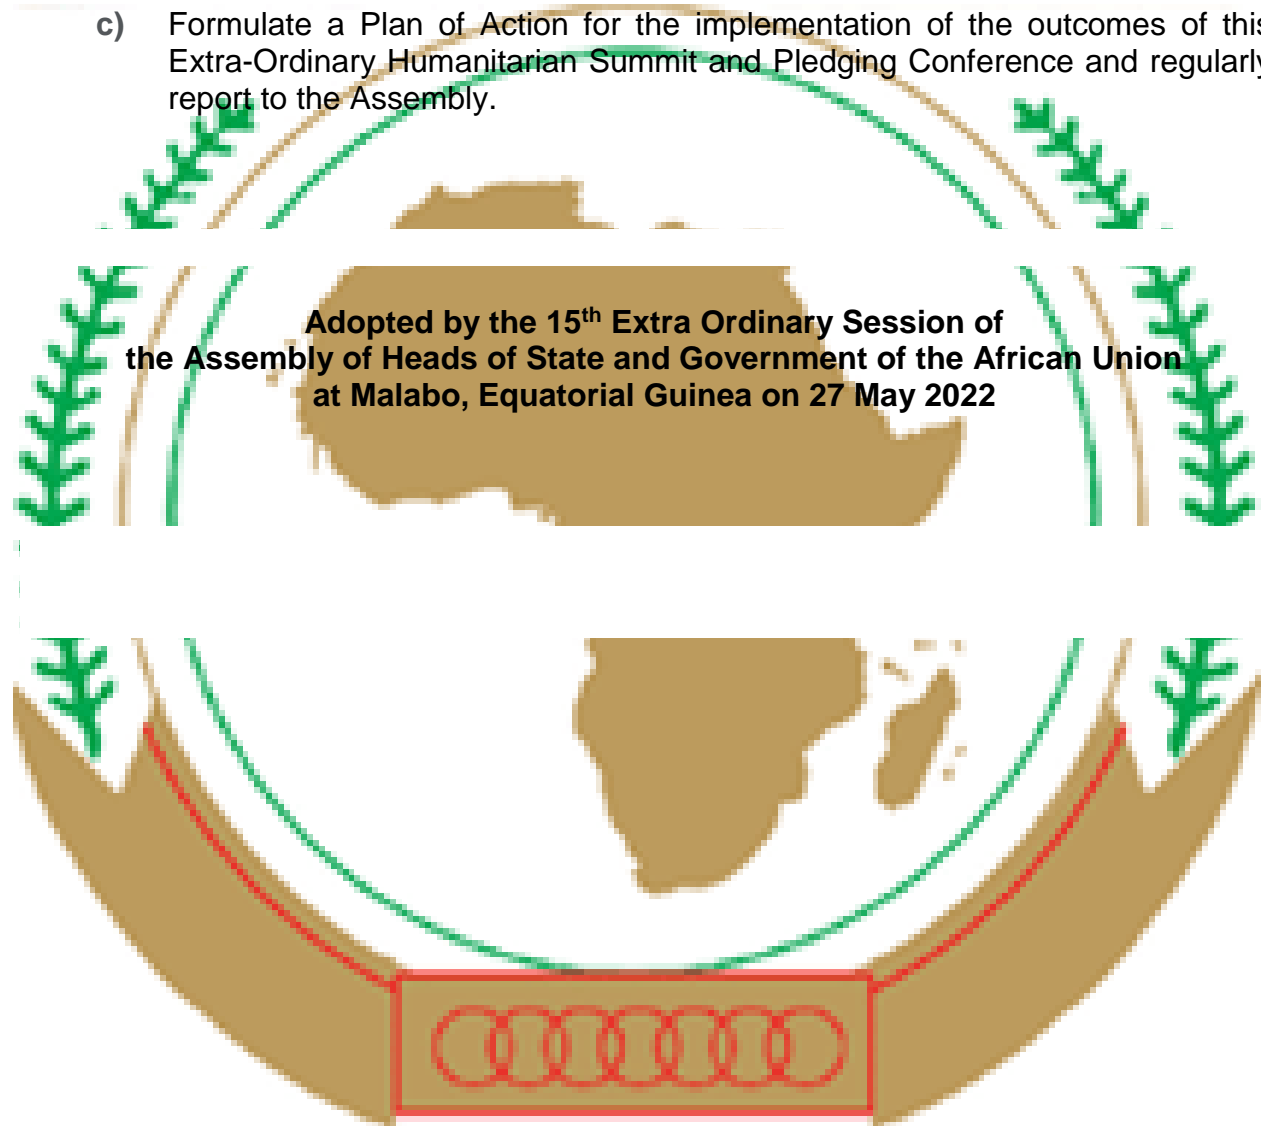 c) Formulate a Plan of Action for the implementation of the outcomes of this
Extra-Ordinary Humanitarian Summit and Pledging Conference and regularly
report to the Assembly.
Adopted by the 15th Extra Ordinary Session of
the Assembly of Heads of State and Government of the African Union
at Malabo, Equatorial Guinea on 27 May 2022